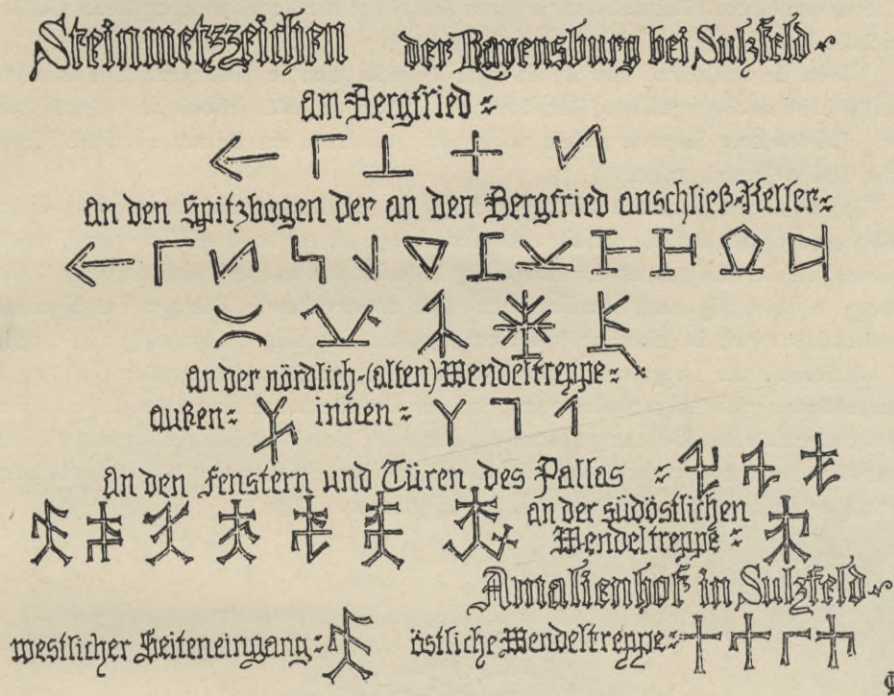 Steinmetzzeichen der Ravensburg bei Sulzfeld
am Bergfried:
an den Spitzbogen der an den Bergfried anschließ-Keller:
an der nördlich-(alten) Wendeltreppe:
außen: innen:
an den Fenstern und Türen des Pallas:
an der südöstlichen
Wendeltreppe:
Amalienhof in Sulzfeld
westlicher Seiteneingang: östliche Wendeltreppe: